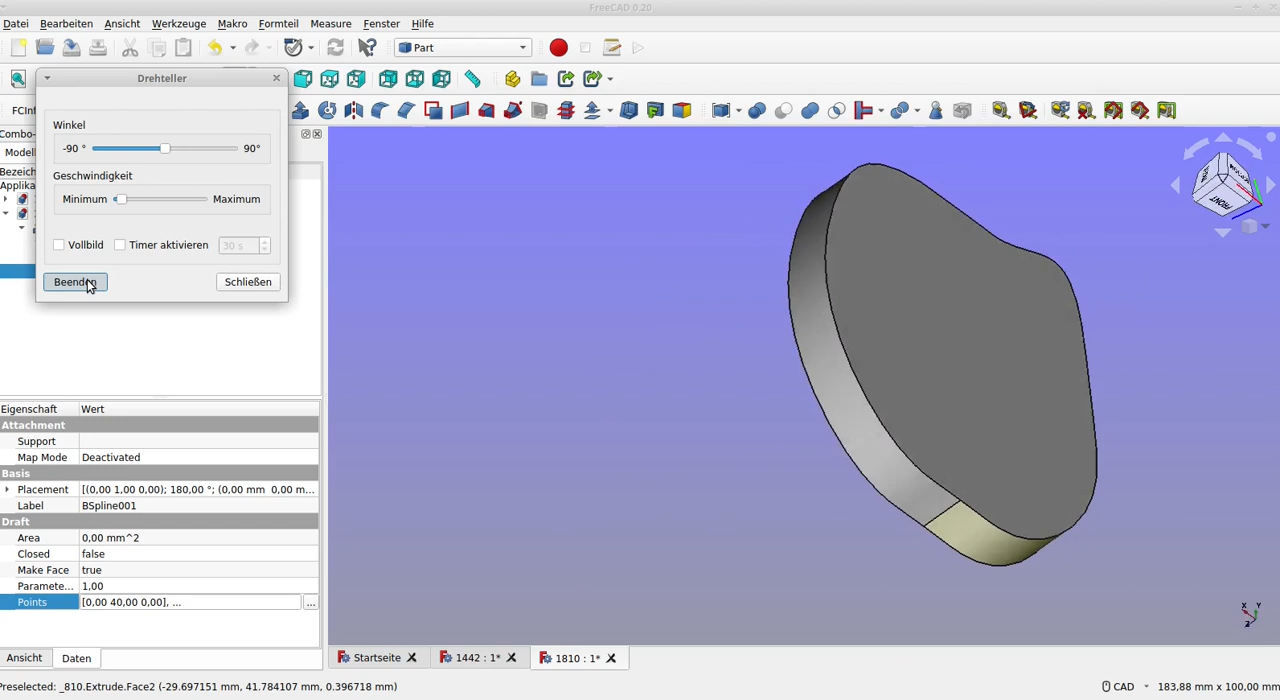 FreeCAD 0.20
Datei Bearbeiten Ansicht Werkzeuge Makro Formteil Measure Fenster Hilfe
Part
Drehteller
FCInf
Combo-
Modell
Bezeich
Applika
Winkel
-90 ° 90°
Geschwindigkeit
Minimum Maximum
Vollbild Timer aktivieren 30 s
Beenden Schließen
FRONT
Eigenschaft Wert
Attachment
Support
Map Mode Deactivated
Basis
Placement [(0,00 1,00 0,00); 180,00 °; (0,00 mm 0,00 m...
Label BSpline001
Draft
Area 0,00 mm^2
Closed false
Make Face true
Paramete... 1,00
Points [0,00 40,00 0,00], ... ...
X Y
Z
Ansicht Daten
Startseite 1442 : 1* 1810 : 1*
Preselected: _810.Extrude.Face2 (-29.697151 mm, 41.784107 mm, 0.396718 mm) CAD 183,88 mm x 100,00 mm